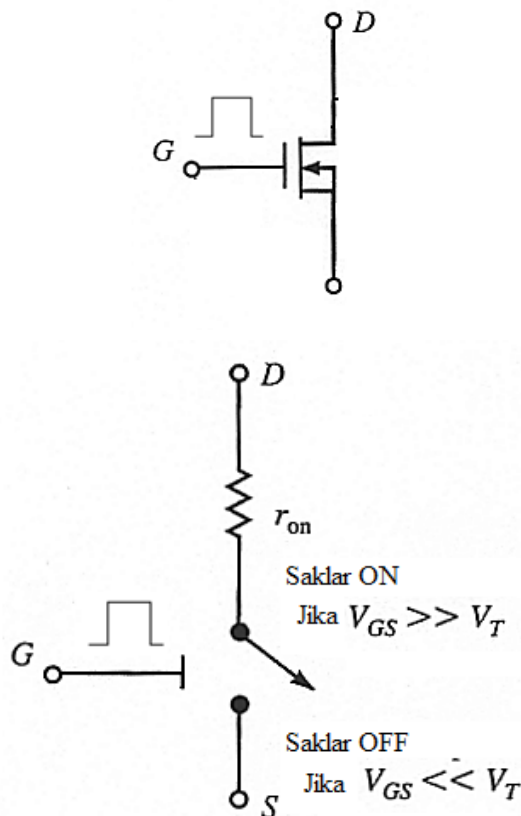 D
G
D
r_on
Saklar ON
Jika V_GS >> V_T
G
Saklar OFF
Jika V_GS << V_T
S